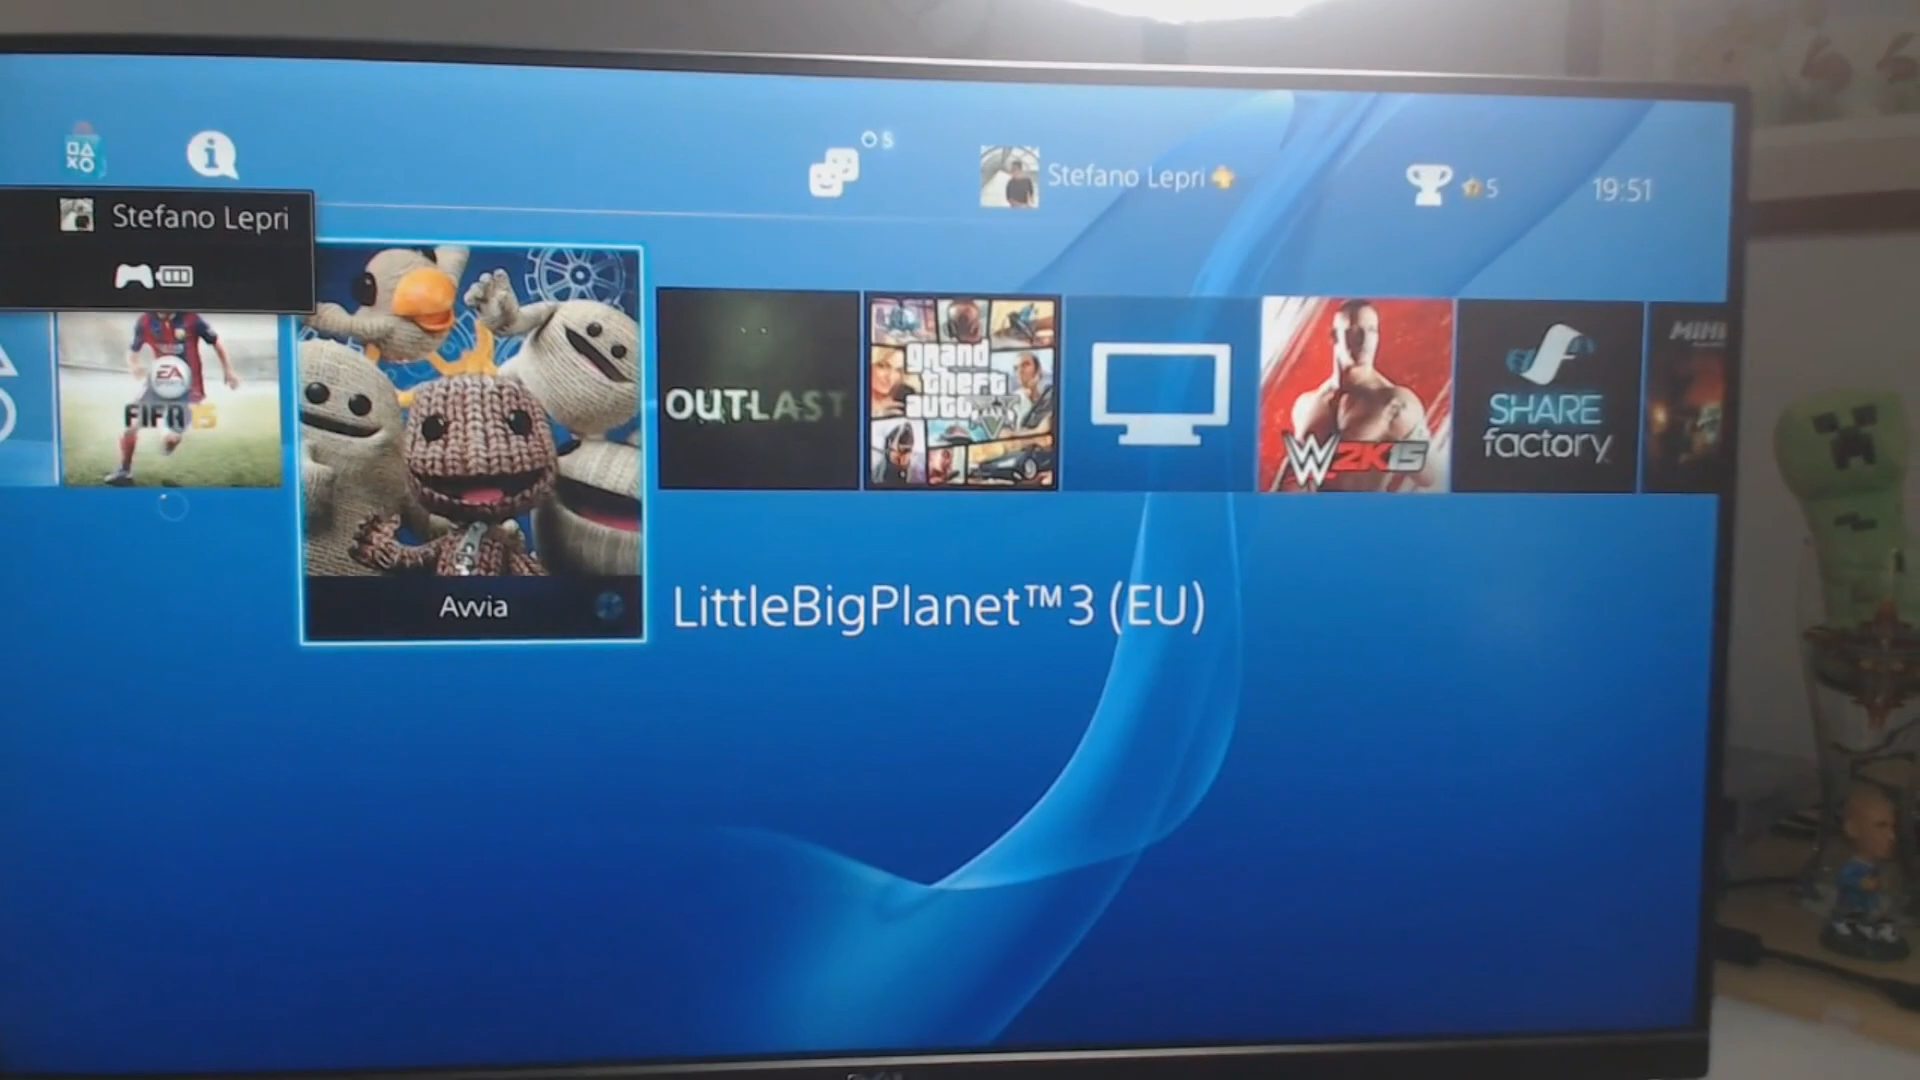 5
Stefano Lepri
5
19:51
Stefano Lepri
EA
FIFA 15
OUTLAST
grand
theft
auto
V
W2K15
SHARE
factory
Avvia
LittleBigPlanet™3 (EU)